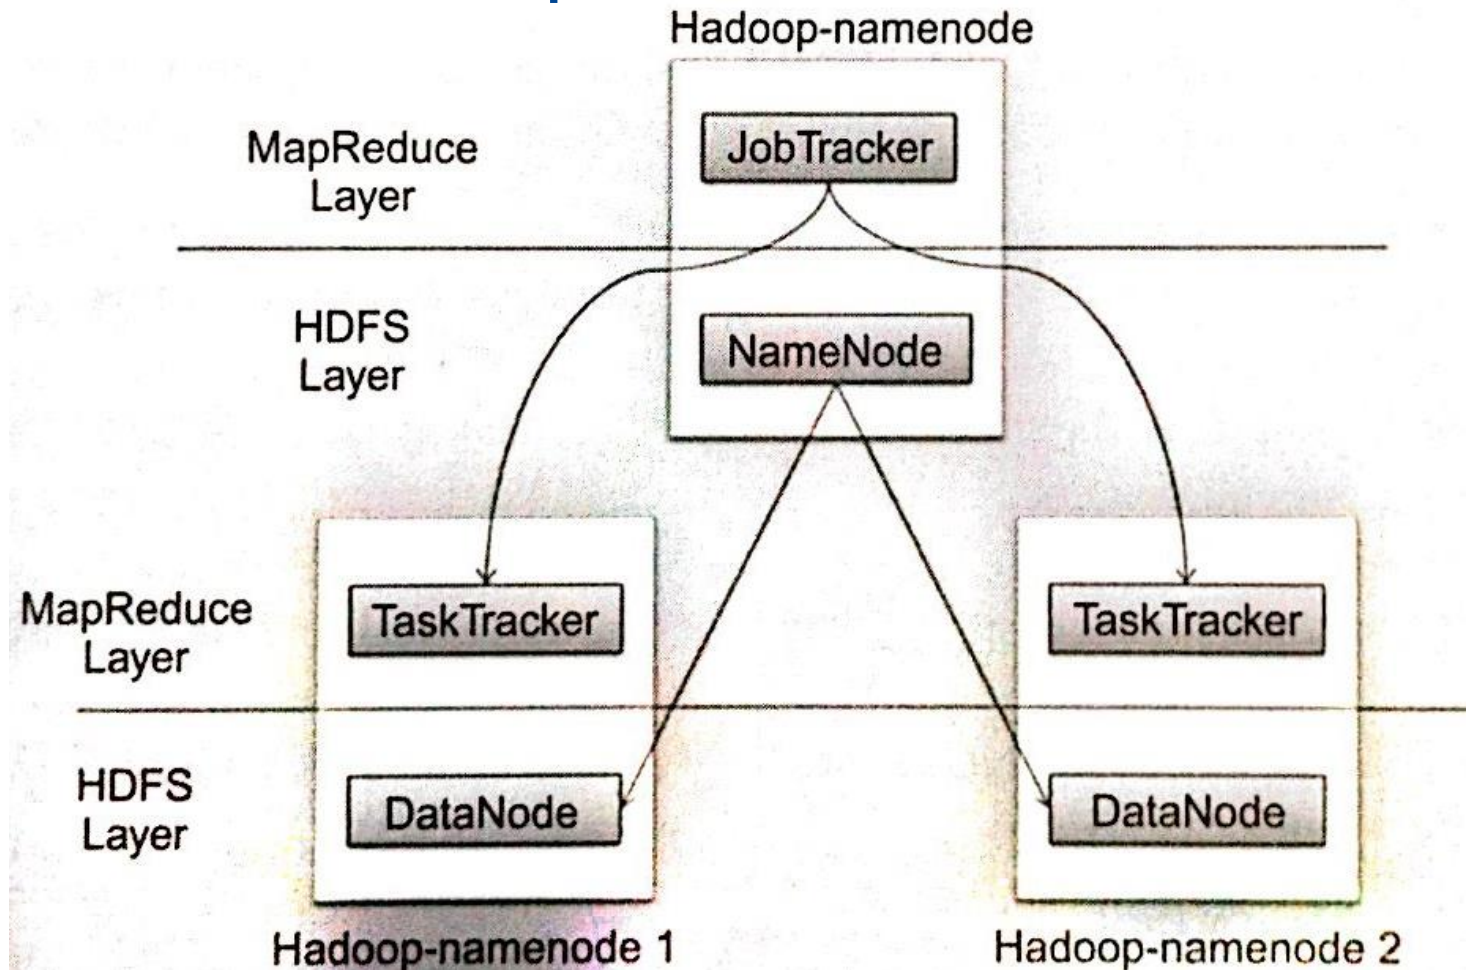 Hadoop-namenode
JobTracker
MapReduce
Layer
HDFS
Layer
NameNode
TaskTracker
TaskTracker
MapReduce
Layer
DataNode
DataNode
HDFS
Layer
Hadoop-namenode 1
Hadoop-namenode 2